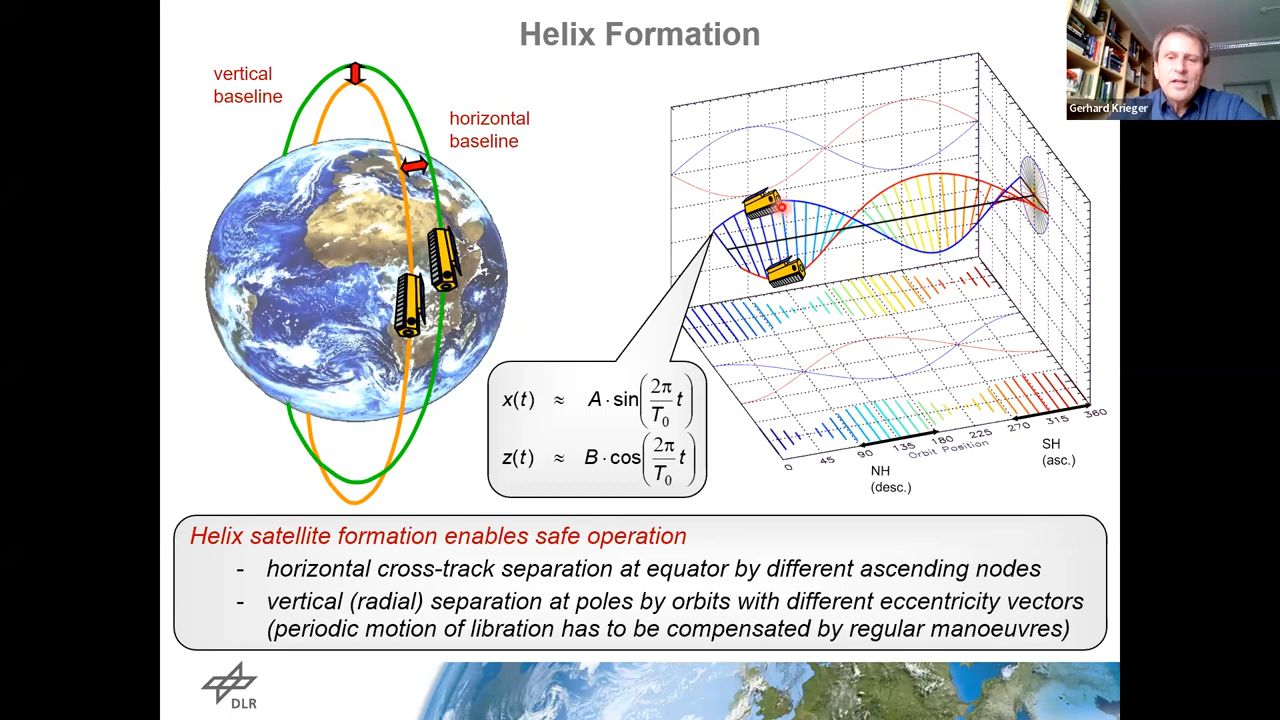 Helix Formation
Gerhard Krieger
vertical
baseline
horizontal
baseline
x(t) ≈ A · sin(2π/T₀ t)
z(t) ≈ B · cos(2π/T₀ t)
0 45 90 135 180 225 270 315 360
Orbit Position
NH
(desc.)
SH
(asc.)
Helix satellite formation enables safe operation
- horizontal cross-track separation at equator by different ascending nodes
- vertical (radial) separation at poles by orbits with different eccentricity vectors
(periodic motion of libration has to be compensated by regular manoeuvres)
DLR